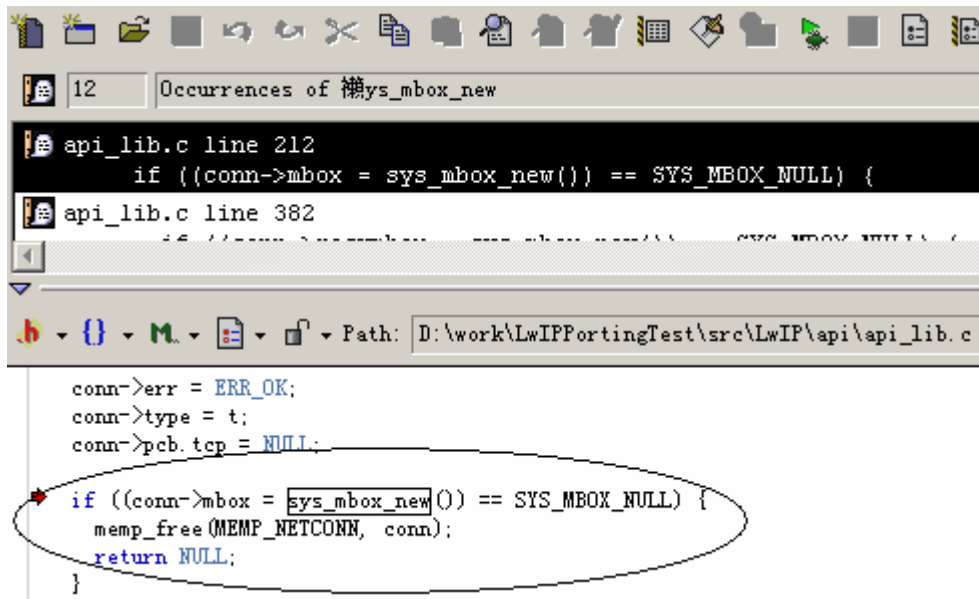 12 Occurrences of 禤ys_mbox_new
api_lib.c line 212
if ((conn->mbox = sys_mbox_new()) == SYS_MBOX_NULL) {
api_lib.c line 382
.h {} M. Path: D:\work\LwIPPortingTest\src\LwIP\api\api_lib.c
conn->err = ERR_OK;
conn->type = t;
conn->pcb.tcp = NULL;
if ((conn->mbox = sys_mbox_new()) == SYS_MBOX_NULL) {
memp_free(MEMP_NETCONN, conn);
return NULL;
}